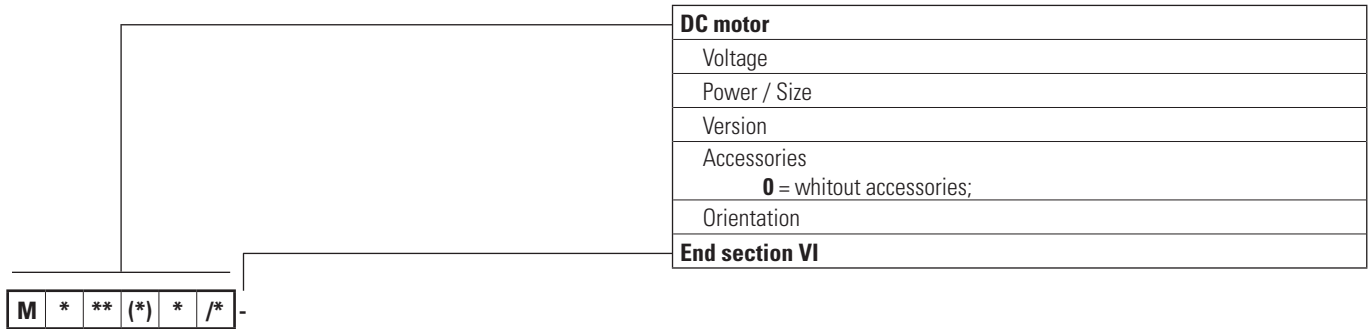 DC motor
Voltage
Power / Size
Version
Accessories
0 = whitout accessories;
Orientation
End section VI
M * ** (*) * /* -